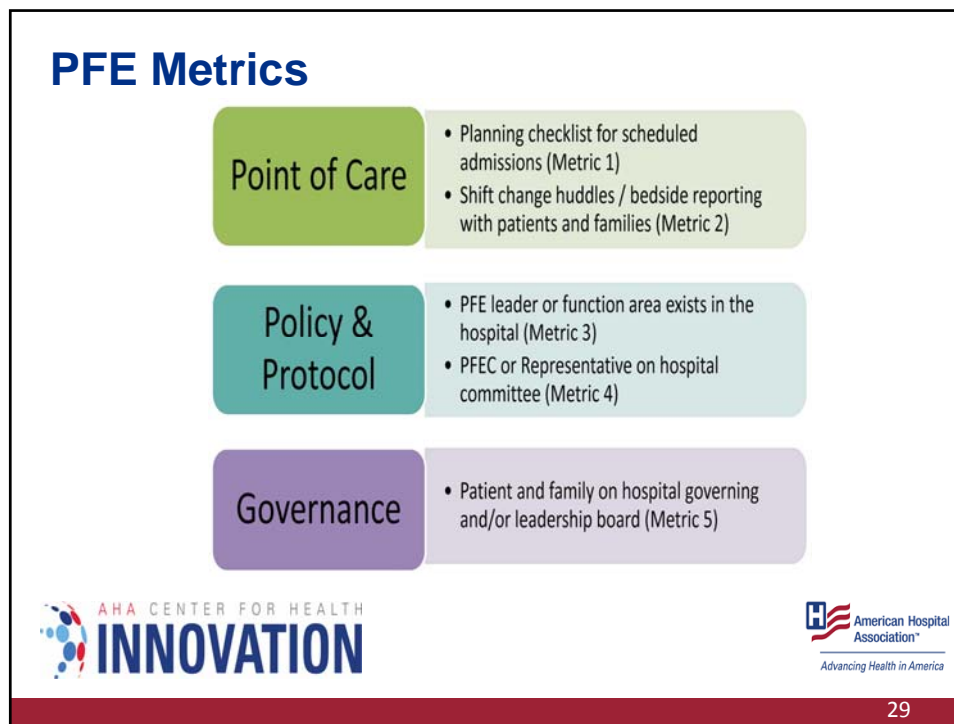 PFE Metrics
Point of Care
• Planning checklist for scheduled
admissions (Metric 1)
• Shift change huddles / bedside reporting
with patients and families (Metric 2)
Policy &
Protocol
• PFE leader or function area exists in the
hospital (Metric 3)
• PFEC or Representative on hospital
committee (Metric 4)
Governance
• Patient and family on hospital governing
and/or leadership board (Metric 5)
AHA CENTER FOR HEALTH
INNOVATION
H
American Hospital
Association™
Advancing Health in America
29